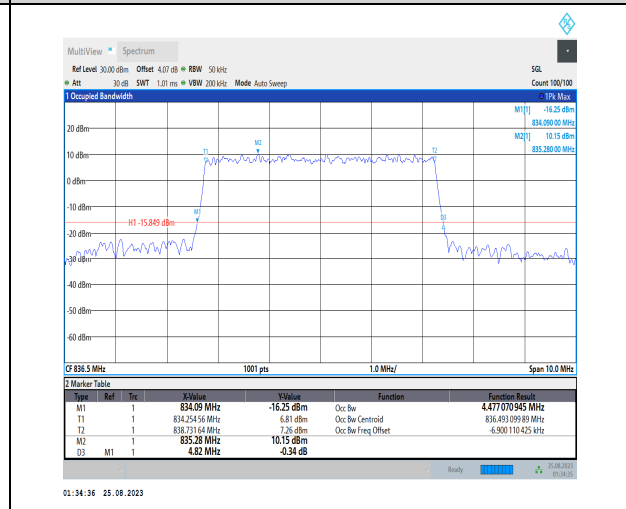 MultiView Spectrum
Ref Level 30.00 dBm Offset 4.07 dB RBW 50 kHz SGL
Att 30 dB SWT 1.01 ms VBW 200 kHz Mode Auto Sweep Count 100/100
1 Occupied Bandwidth 1Pk Max
M1[1] -16.25 dBm
834.090 00 MHz
M2[1] 10.15 dBm
835.280 00 MHz
20 dBm
M2
T1 T2
10 dBm
0 dBm
-10 dBm
M1
D3
H1 -15.849 dBm
-20 dBm
-30 dBm
-40 dBm
-50 dBm
-60 dBm
CF 836.5 MHz 1001 pts 1.0 MHz/ Span 10.0 MHz
2 Marker Table
Type Ref Trc X-Value Y-Value Function Function Result
M1 1 834.09 MHz -16.25 dBm Occ Bw 4.477 070 945 MHz
T1 1 834.254 56 MHz 6.81 dBm Occ Bw Centroid 836.493 099 89 MHz
T2 1 838.731 64 MHz 7.26 dBm Occ Bw Freq Offset -6.900 110 425 kHz
M2 1 835.28 MHz 10.15 dBm
D3 M1 1 4.82 MHz -0.34 dB
Ready 25.08.2023
01:34:35
01:34:36 25.08.2023